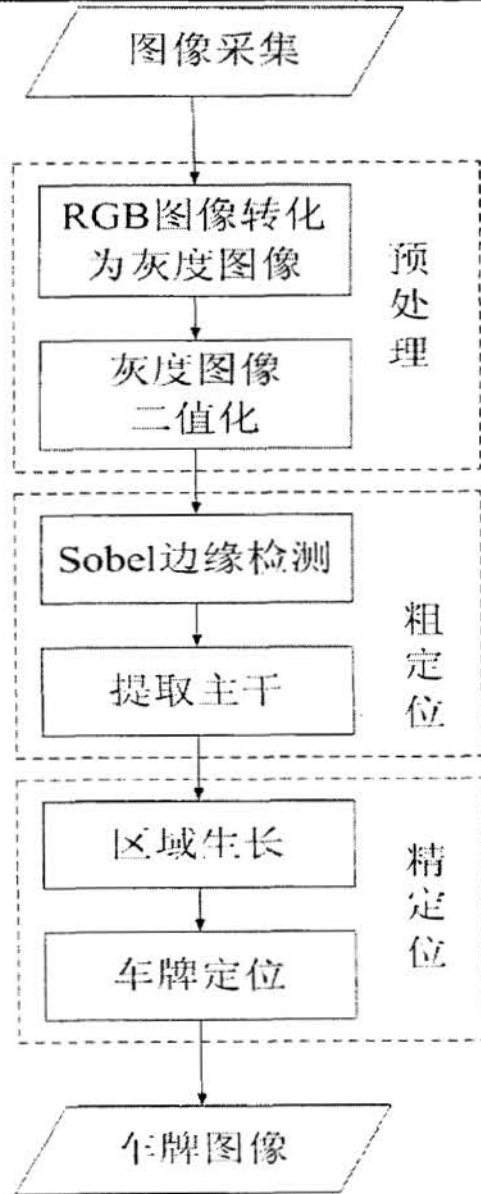 图像采集
RGB图像转化
为灰度图像
灰度图像
二值化
预处理
Sobel边缘检测
提取主干
粗定位
区域生长
车牌定位
精定位
车牌图像